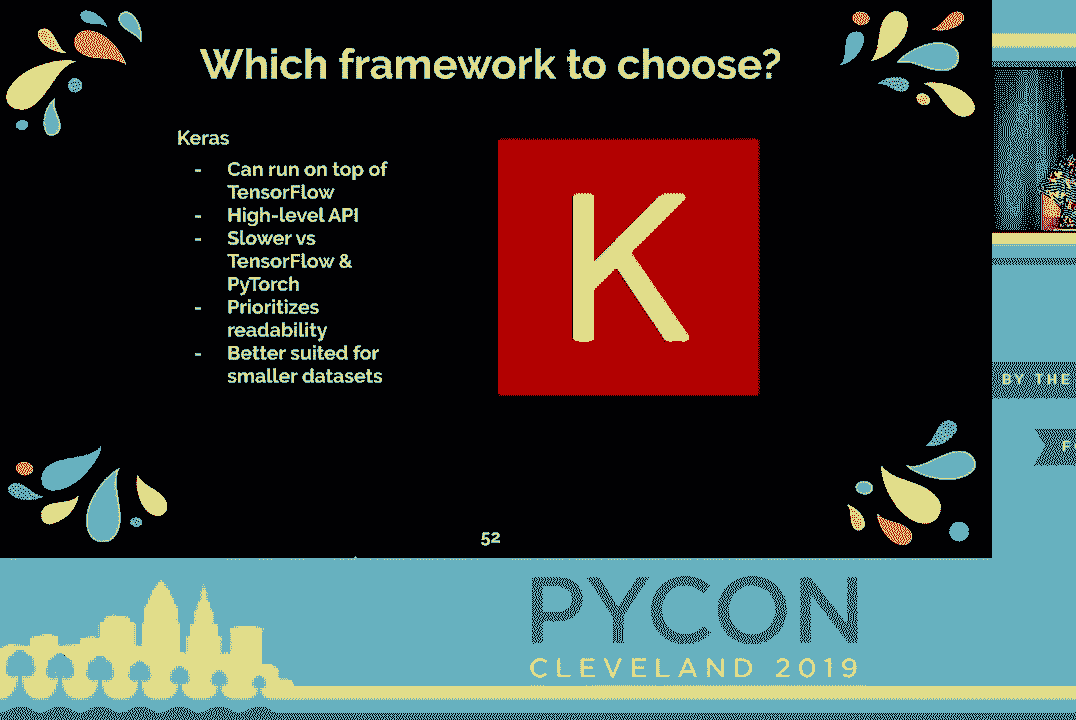 Which framework to choose?
Keras
- Can run on top of
TensorFlow
- High-level API
- Slower vs
TensorFlow &
PyTorch
- Prioritizes
readability
- Better suited for
smaller datasets
K
52
BY THE
PYCON
CLEVELAND 2019